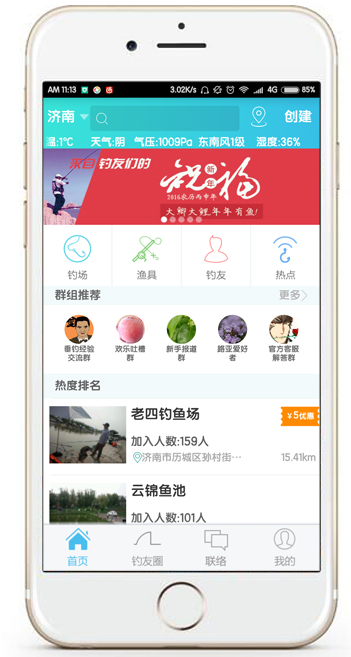 AM 11:13 3.02K/s 4G 85%
济南 创建
温:1℃ 天气:阴 气压:1009Pa 东南风1级 湿度:36%
来自钓友们的
祝福
新年
2016农历丙申年
大鲫大鲤年年有鱼!
钓场 渔具 钓友 热点
群组推荐 更多
垂钓经验交流群 欢乐吐槽群 新手报道群 路亚爱好者 官方客服解答群
热度排名
老四钓鱼场 ¥5优惠
加入人数:159人
济南市历城区孙村街… 15.41km
云锦鱼池
加入人数:101人
首页 钓友圈 联络 我的